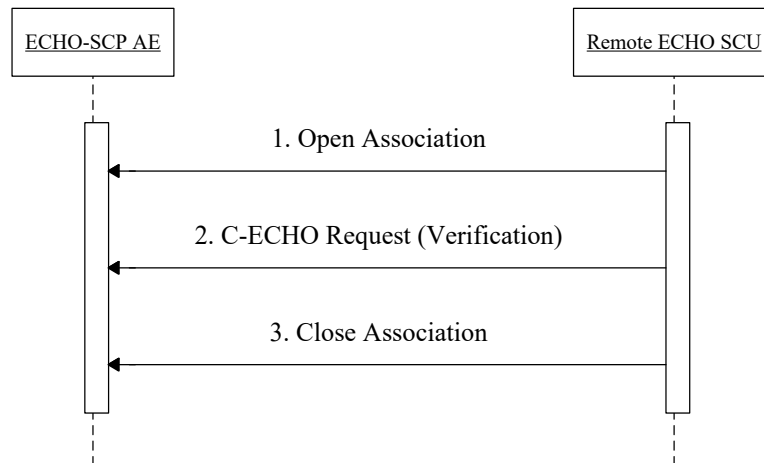 ECHO-SCP AE
Remote ECHO SCU
1. Open Association
2. C-ECHO Request (Verification)
3. Close Association